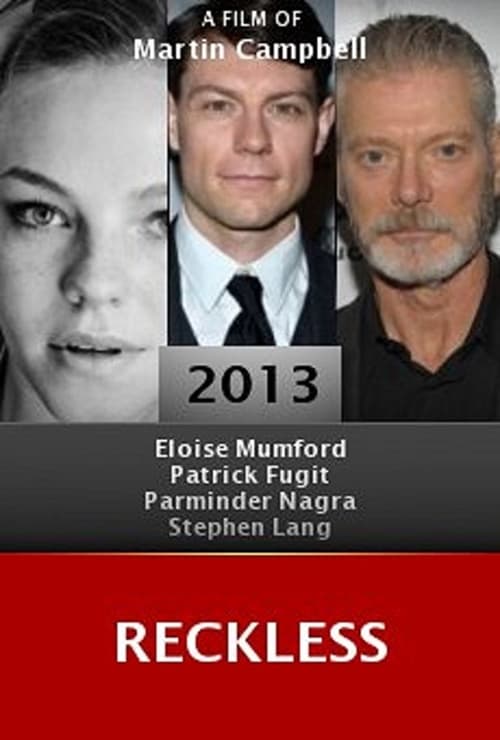 A FILM OF
Martin Campbell
2013
Eloise Mumford
Patrick Fugit
Parminder Nagra
Stephen Lang
RECKLESS